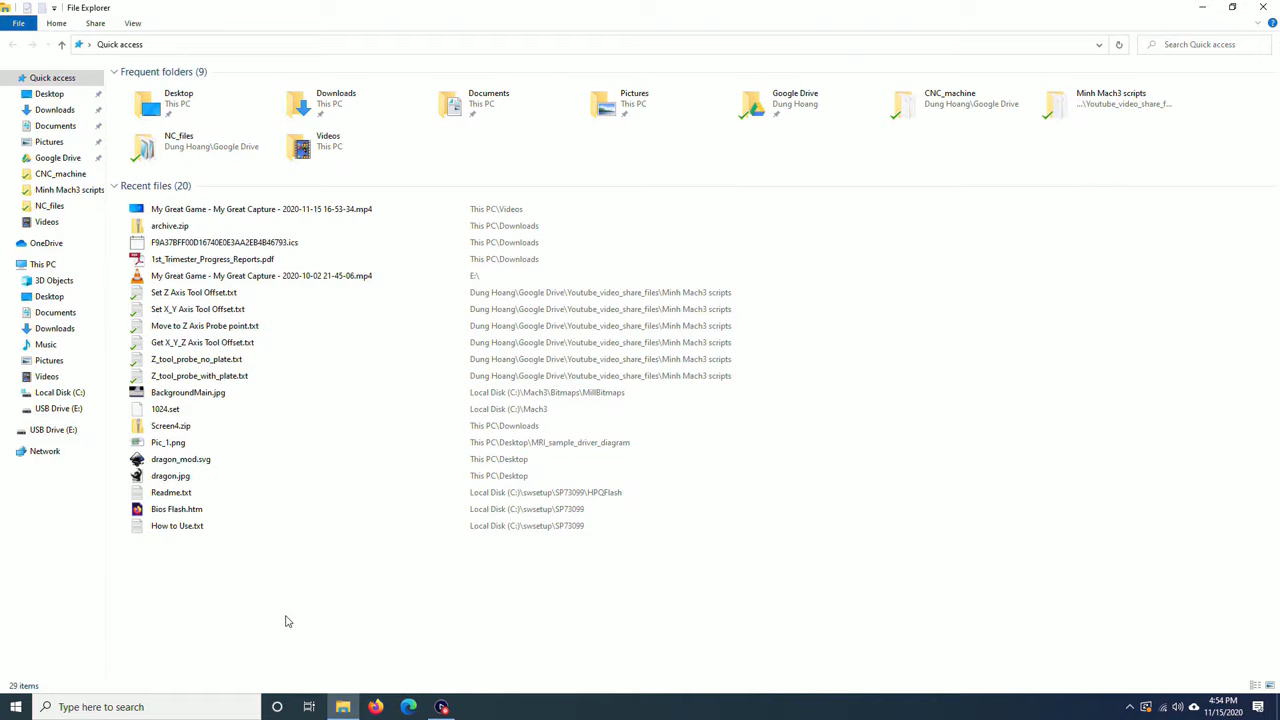 File Explorer
File
Home
Share
View
Quick access
Search Quick access
Quick access
Desktop
Downloads
Documents
Pictures
Google Drive
CNC_machine
Minh Mach3 scripts
NC_files
Videos
OneDrive
This PC
3D Objects
Desktop
Documents
Downloads
Music
Pictures
Videos
Local Disk (C:)
USB Drive (E:)
USB Drive (E:)
Network
Frequent folders (9)
Desktop
This PC
Downloads
This PC
Documents
This PC
Pictures
This PC
Google Drive
Dung Hoang
CNC_machine
Dung Hoang\Google Drive
Minh Mach3 scripts
...\Youtube_video_share_f...
NC_files
Dung Hoang\Google Drive
Videos
This PC
Recent files (20)
My Great Game - My Great Capture - 2020-11-15 16-53-34.mp4 This PC\Videos
archive.zip This PC\Downloads
F9A37BFF00D16740E0E3AA2EB4B46793.ics This PC\Downloads
1st_Trimester_Progress_Reports.pdf This PC\Downloads
My Great Game - My Great Capture - 2020-10-02 21-45-06.mp4 E:\
Set Z Axis Tool Offset.txt Dung Hoang\Google Drive\Youtube_video_share_files\Minh Mach3 scripts
Set X_Y Axis Tool Offset.txt Dung Hoang\Google Drive\Youtube_video_share_files\Minh Mach3 scripts
Move to Z Axis Probe point.txt Dung Hoang\Google Drive\Youtube_video_share_files\Minh Mach3 scripts
Get X_Y_Z Axis Tool Offset.txt Dung Hoang\Google Drive\Youtube_video_share_files\Minh Mach3 scripts
Z_tool_probe_no_plate.txt Dung Hoang\Google Drive\Youtube_video_share_files\Minh Mach3 scripts
Z_tool_probe_with_plate.txt Dung Hoang\Google Drive\Youtube_video_share_files\Minh Mach3 scripts
BackgroundMain.jpg Local Disk (C:)\Mach3\Bitmaps\MillBitmaps
1024.set Local Disk (C:)\Mach3
Screen4.zip This PC\Downloads
Pic_1.png This PC\Desktop\MRI_sample_driver_diagram
dragon_mod.svg This PC\Desktop
dragon.jpg This PC\Desktop
Readme.txt Local Disk (C:)\swsetup\SP73099\HPQFlash
Bios Flash.htm Local Disk (C:)\swsetup\SP73099
How to Use.txt Local Disk (C:)\swsetup\SP73099
29 items
Type here to search
4:54 PM
11/15/2020